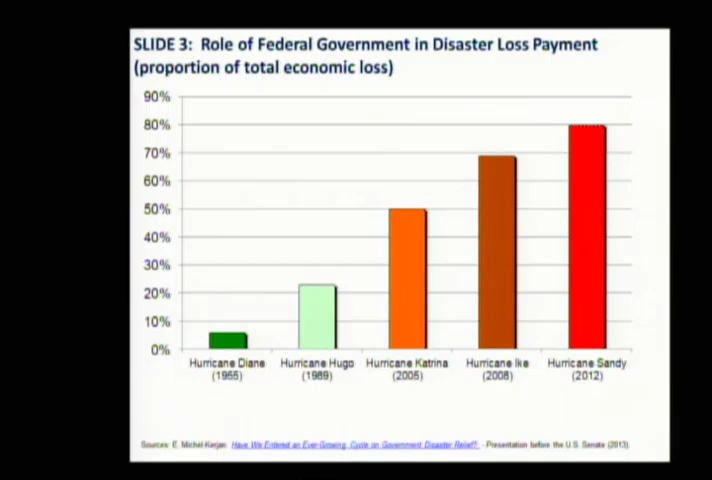 SLIDE 3: Role of Federal Government in Disaster Loss Payment
(proportion of total economic loss)
90%
80%
70%
60%
50%
40%
30%
20%
10%
0%
Hurricane Diane Hurricane Hugo Hurricane Katrina Hurricane Ike Hurricane Sandy
(1955) (1989) (2005) (2008) (2012)
Sources: E. Michel-Kerjan. Have We Entered an Ever-Growing Cycle on Government Disaster Relief? - Presentation before the U.S. Senate (2013).